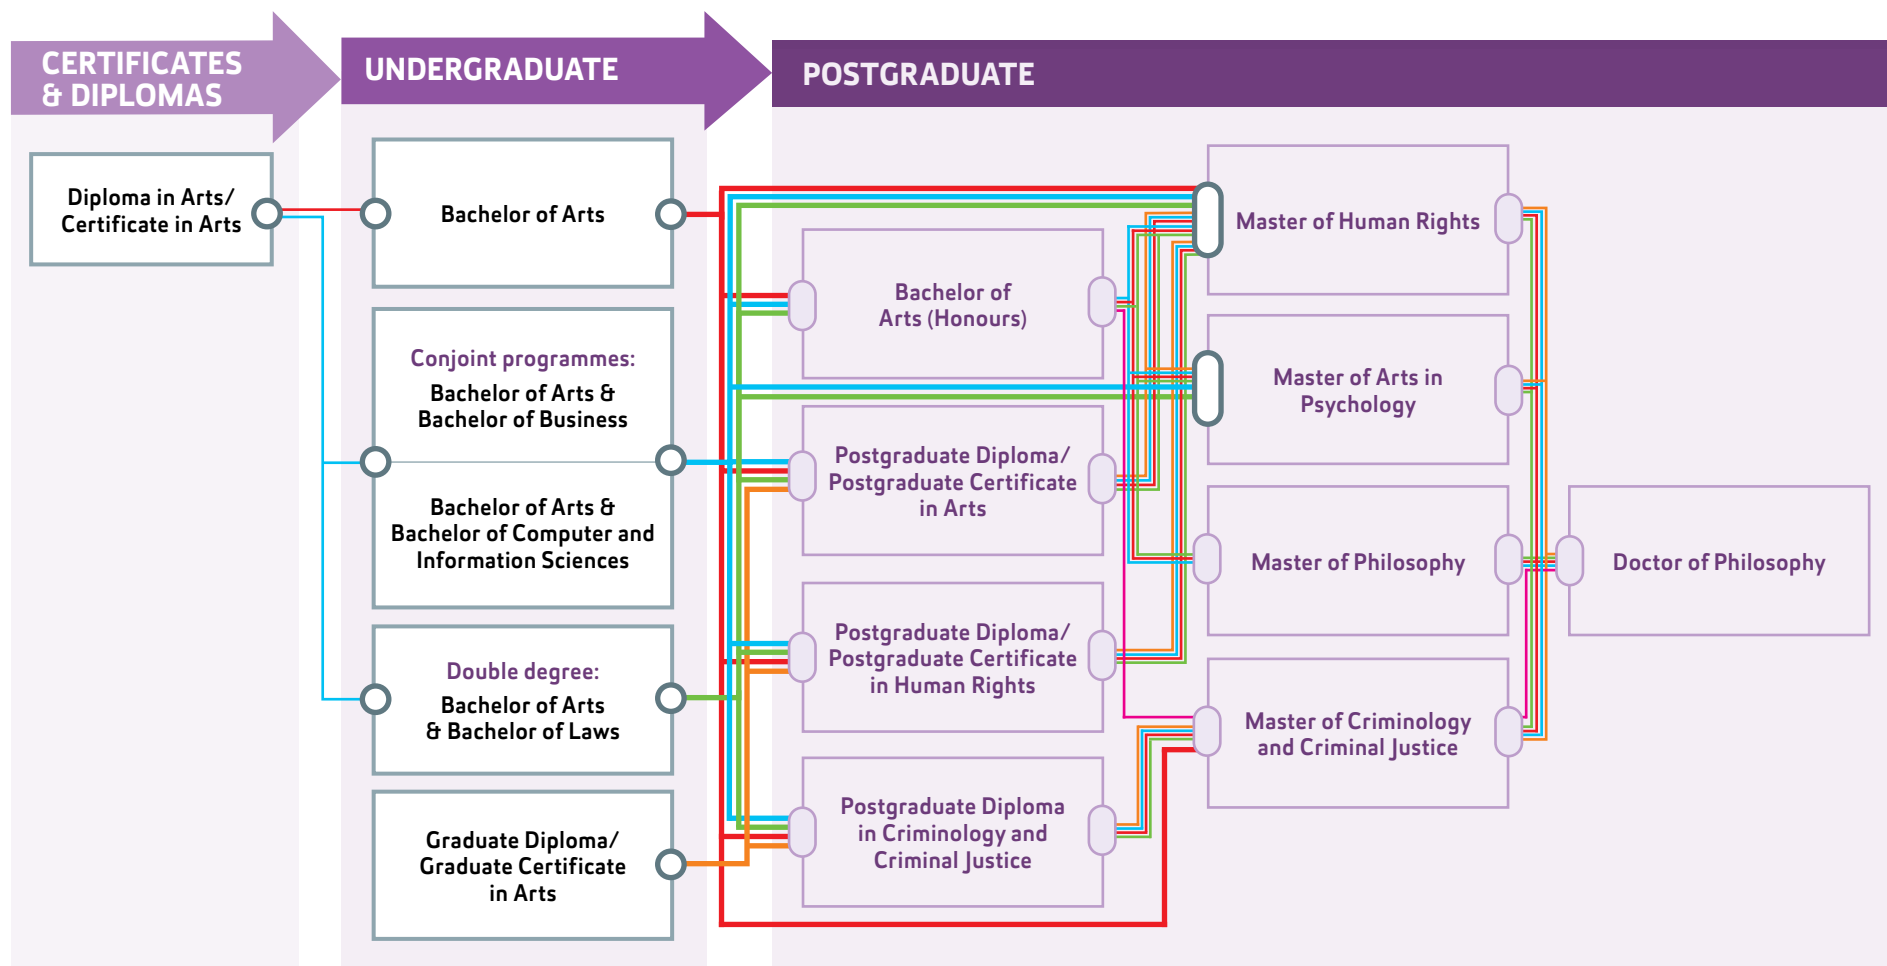 CERTIFICATES
& DIPLOMAS
UNDERGRADUATE
POSTGRADUATE
Diploma in Arts/
Certificate in Arts
Bachelor of Arts
Conjoint programmes:
Bachelor of Arts &
Bachelor of Business
Bachelor of Arts &
Bachelor of Computer and
Information Sciences
Double degree:
Bachelor of Arts
& Bachelor of Laws
Graduate Diploma/
Graduate Certificate
in Arts
Bachelor of
Arts (Honours)
Postgraduate Diploma/
Postgraduate Certificate
in Arts
Postgraduate Diploma/
Postgraduate Certificate
in Human Rights
Postgraduate Diploma
in Criminology and
Criminal Justice
Master of Human Rights
Master of Arts in
Psychology
Master of Philosophy
Master of Criminology
and Criminal Justice
Doctor of Philosophy